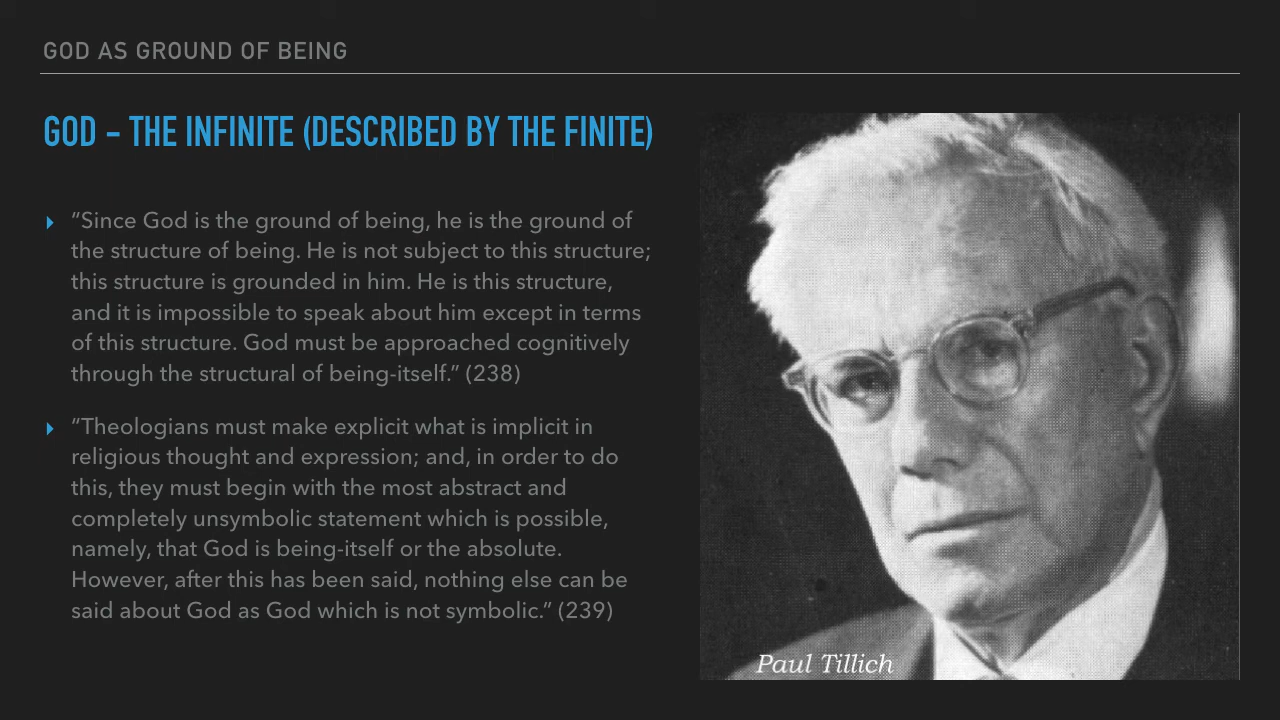 GOD AS GROUND OF BEING
GOD – THE INFINITE (DESCRIBED BY THE FINITE)
“Since God is the ground of being, he is the ground of
the structure of being. He is not subject to this structure;
this structure is grounded in him. He is this structure,
and it is impossible to speak about him except in terms
of this structure. God must be approached cognitively
through the structural of being-itself.” (238)
“Theologians must make explicit what is implicit in
religious thought and expression; and, in order to do
this, they must begin with the most abstract and
completely unsymbolic statement which is possible,
namely, that God is being-itself or the absolute.
However, after this has been said, nothing else can be
said about God as God which is not symbolic.” (239)
Paul Tillich